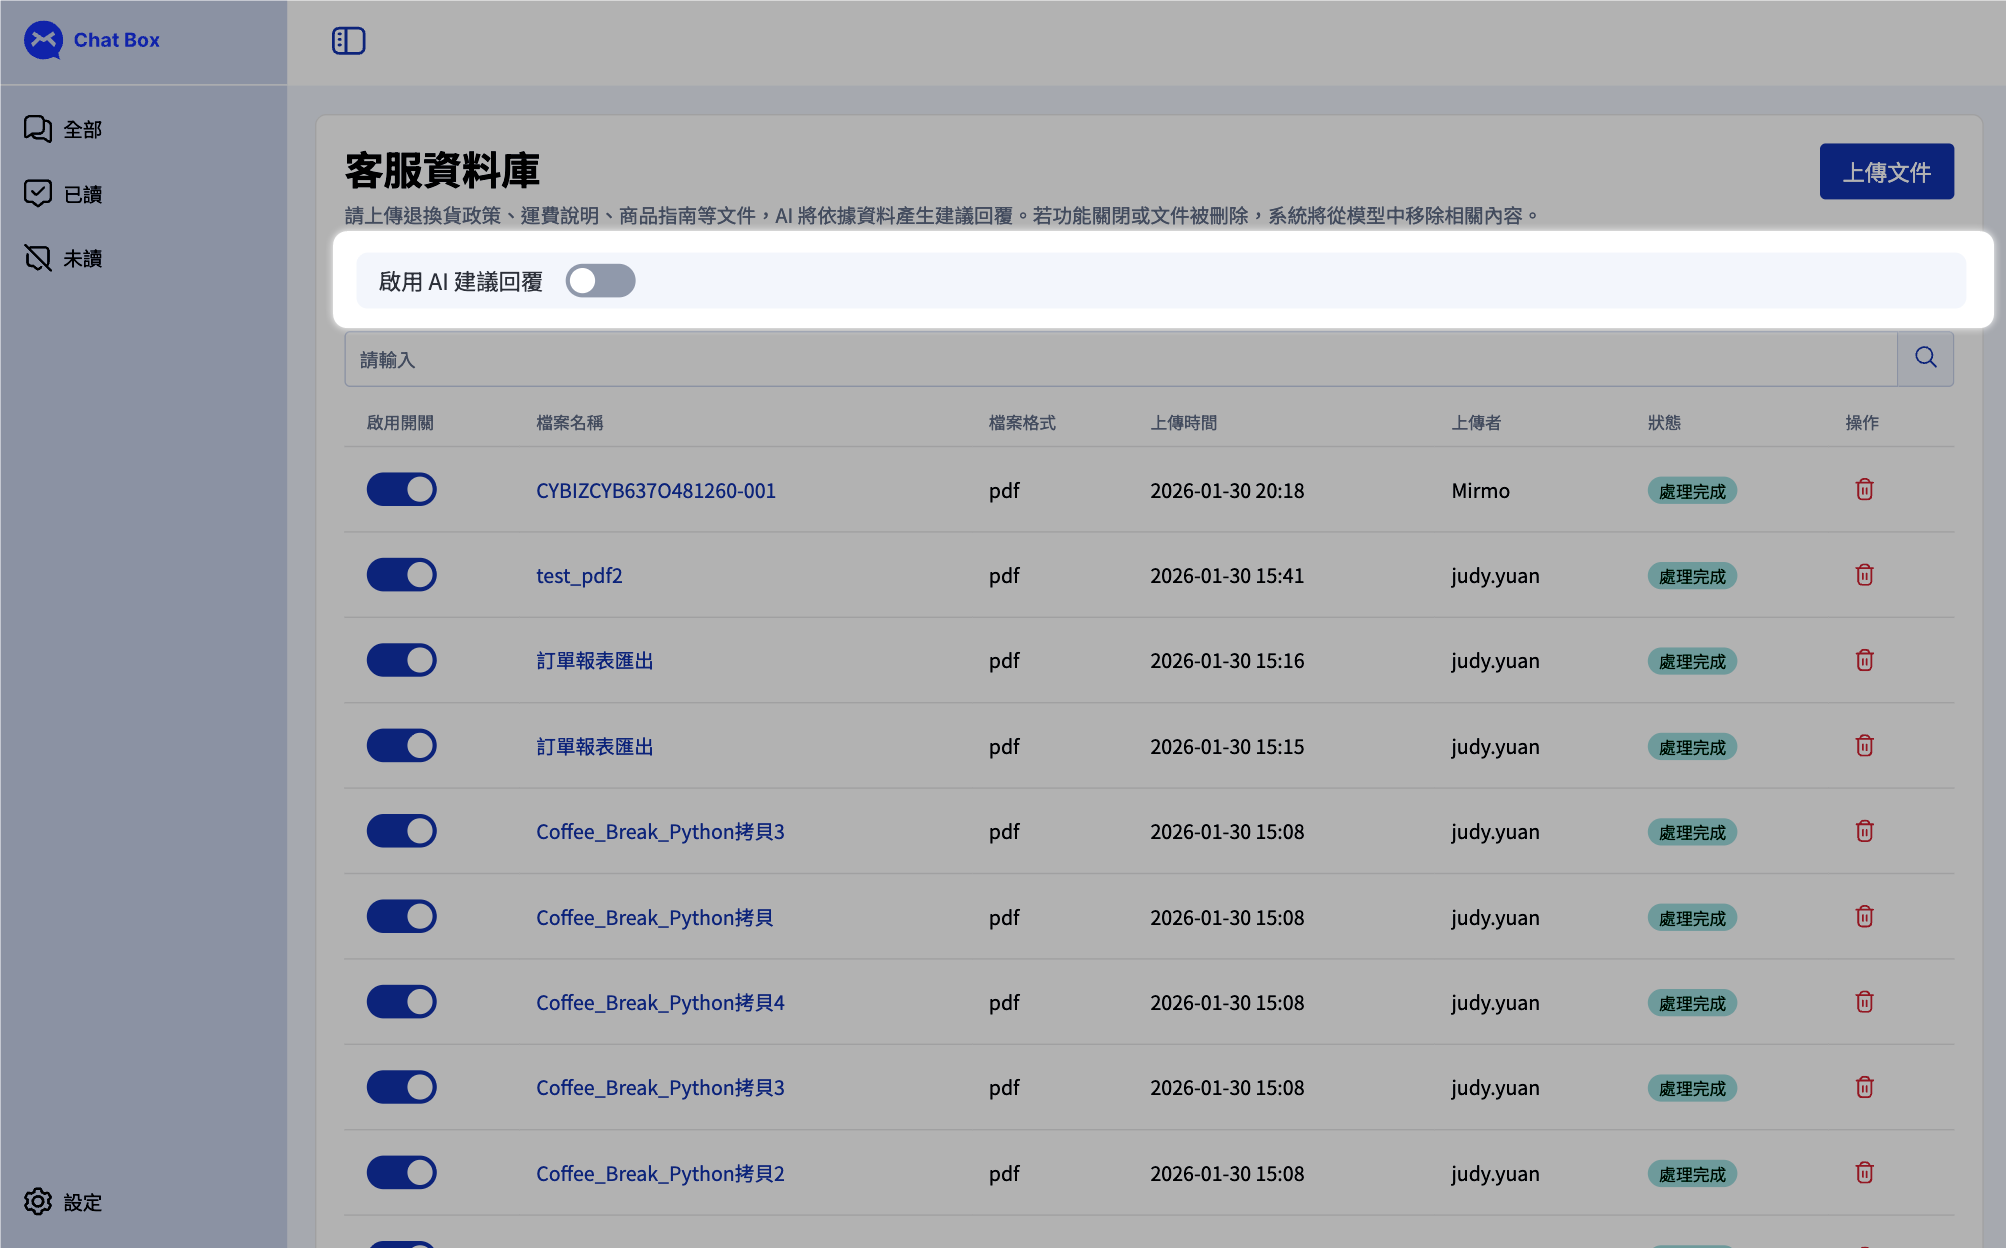 Chat Box
全部
已讀
未讀
設定
客服資料庫
上傳文件
請上傳退換貨政策、運費說明、商品指南等文件，AI 將依據資料產生建議回覆。若功能關閉或文件被刪除，系統將從模型中移除相關內容。
啟用 AI 建議回覆
請輸入
啟用開關 檔案名稱 檔案格式 上傳時間 上傳者 狀態 操作
CYBIZCYB637O481260-001 pdf 2026-01-30 20:18 Mirmo 處理完成
test_pdf2 pdf 2026-01-30 15:41 judy.yuan 處理完成
訂單報表匯出 pdf 2026-01-30 15:16 judy.yuan 處理完成
訂單報表匯出 pdf 2026-01-30 15:15 judy.yuan 處理完成
Coffee_Break_Python拷貝3 pdf 2026-01-30 15:08 judy.yuan 處理完成
Coffee_Break_Python拷貝 pdf 2026-01-30 15:08 judy.yuan 處理完成
Coffee_Break_Python拷貝4 pdf 2026-01-30 15:08 judy.yuan 處理完成
Coffee_Break_Python拷貝3 pdf 2026-01-30 15:08 judy.yuan 處理完成
Coffee_Break_Python拷貝2 pdf 2026-01-30 15:08 judy.yuan 處理完成